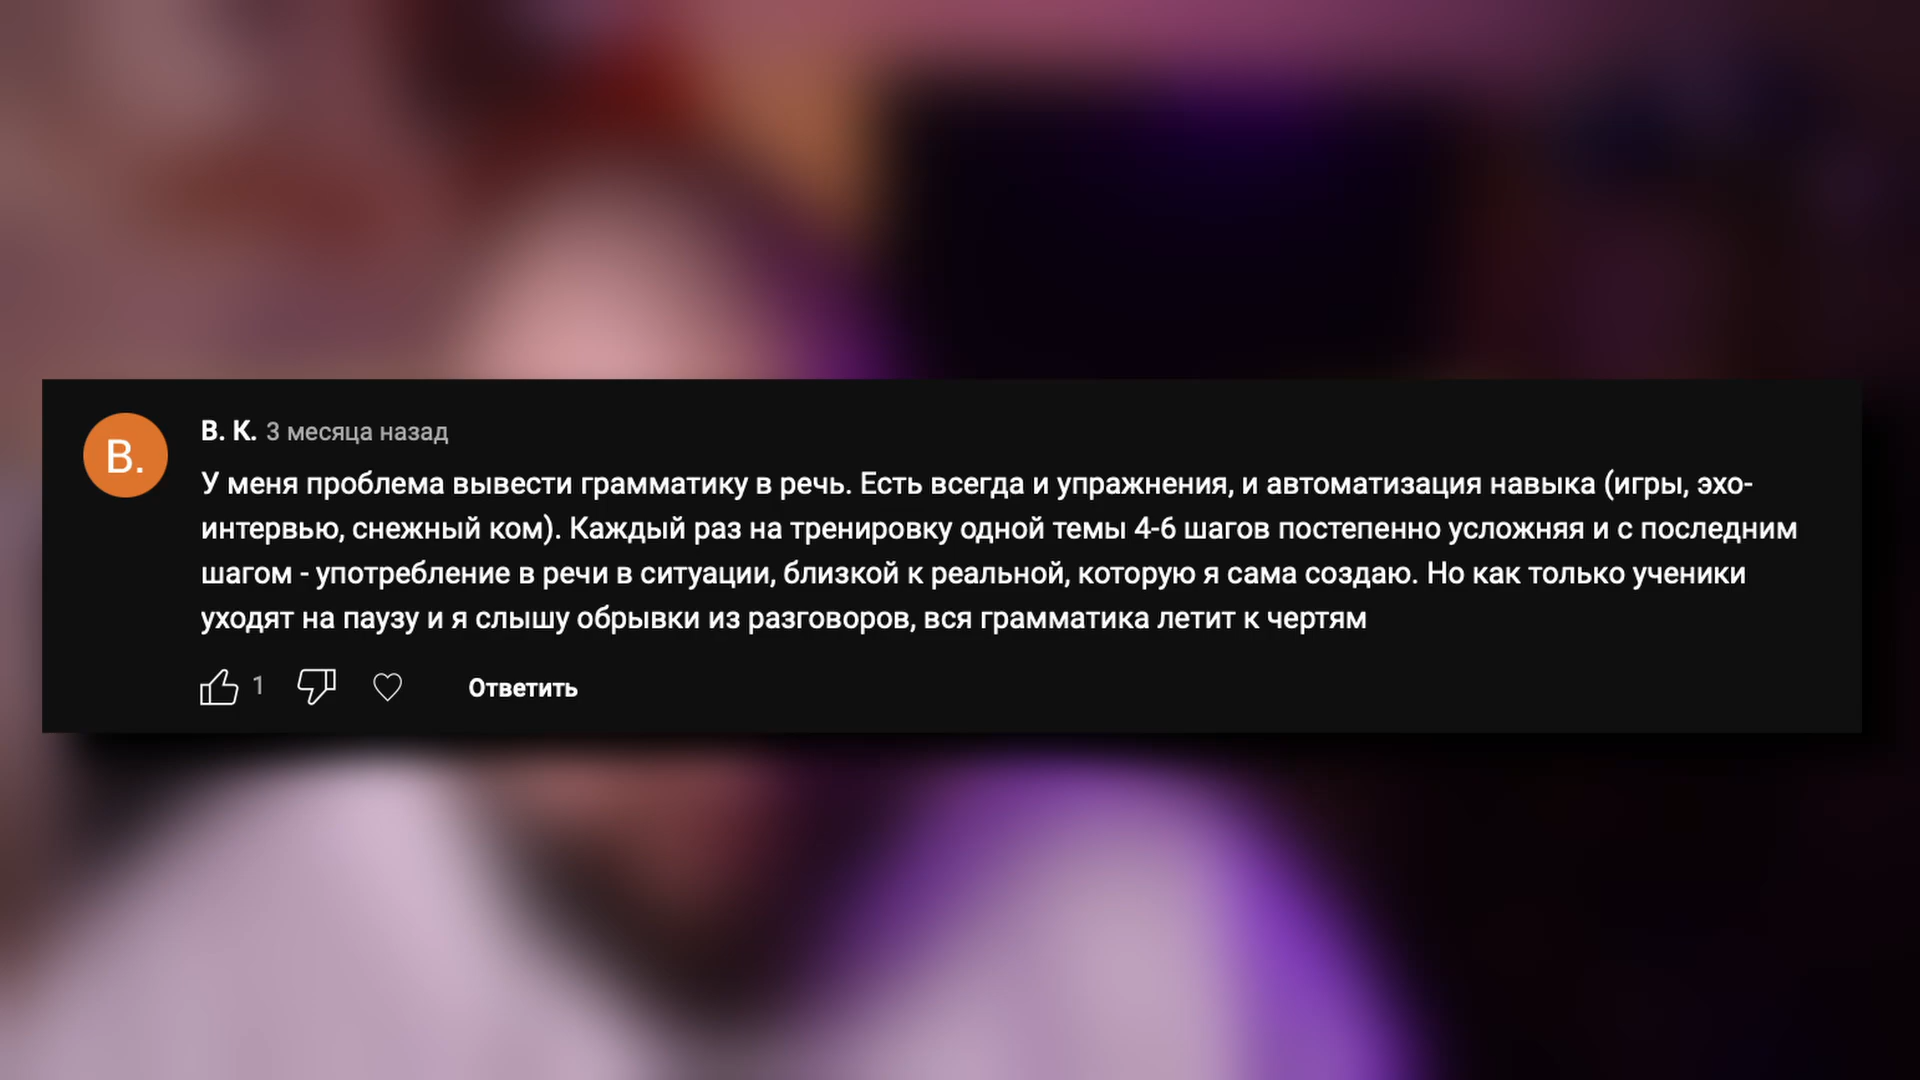 В.
В. К. 3 месяца назад
У меня проблема вывести грамматику в речь. Есть всегда и упражнения, и автоматизация навыка (игры, эхо-
интервью, снежный ком). Каждый раз на тренировку одной темы 4-6 шагов постепенно усложняя и с последним
шагом - употребление в речи в ситуации, близкой к реальной, которую я сама создаю. Но как только ученики
уходят на паузу и я слышу обрывки из разговоров, вся грамматика летит к чертям
1 Ответить